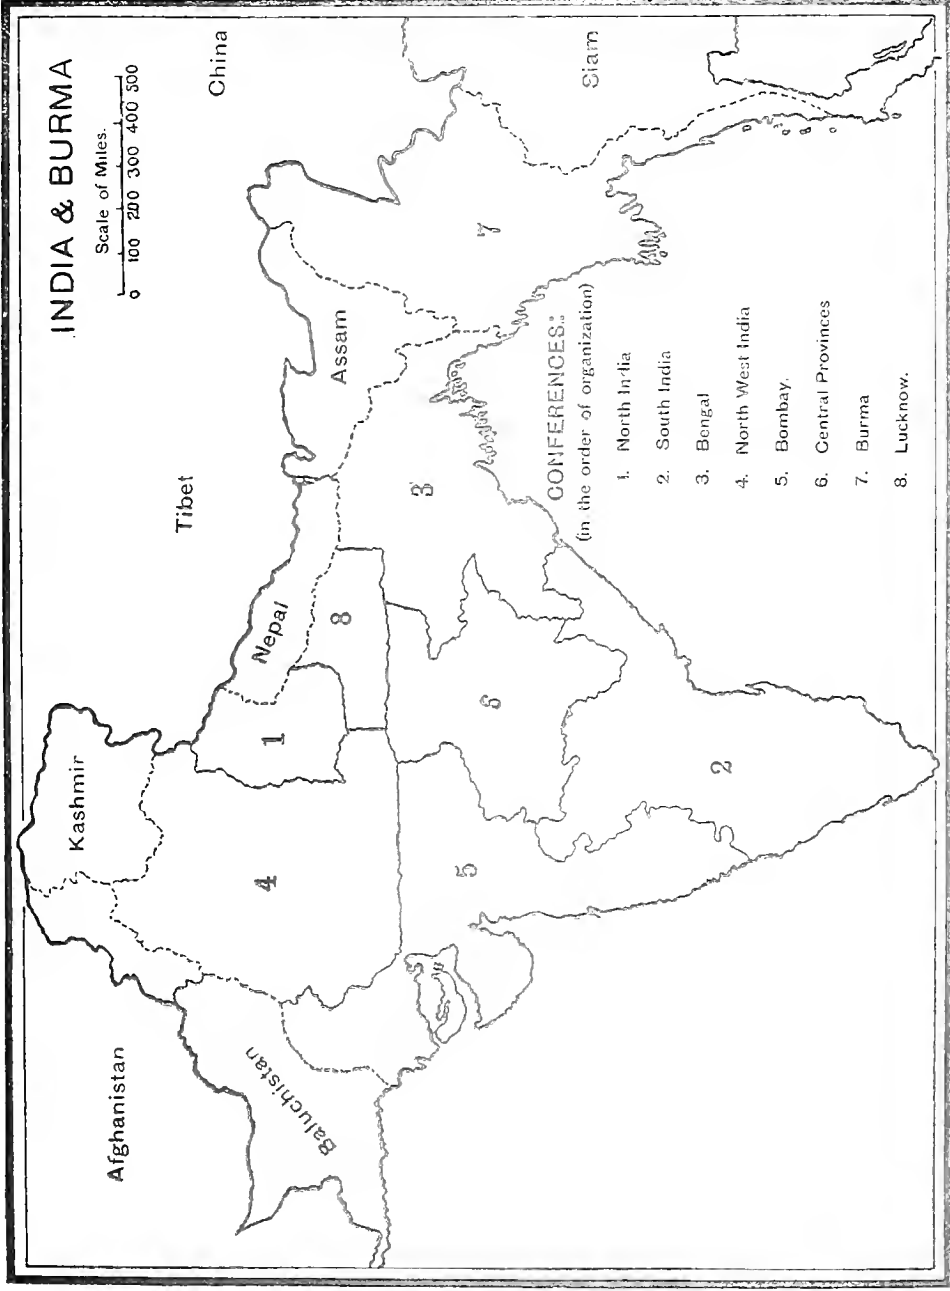 INDIA & BURMA
Scale of Miles.
0 100 200 300 400 500
Afghanistan
Kashmir
Tibet
China
Baluchistan
Nepal
Assam
Siam
4
1
8
3
7
5
6
2
CONFERENCES:
(in the order of organization)
1. North India
2. South India
3. Bengal
4. North West India
5. Bombay.
6. Central Provinces
7. Burma
8. Lucknow.